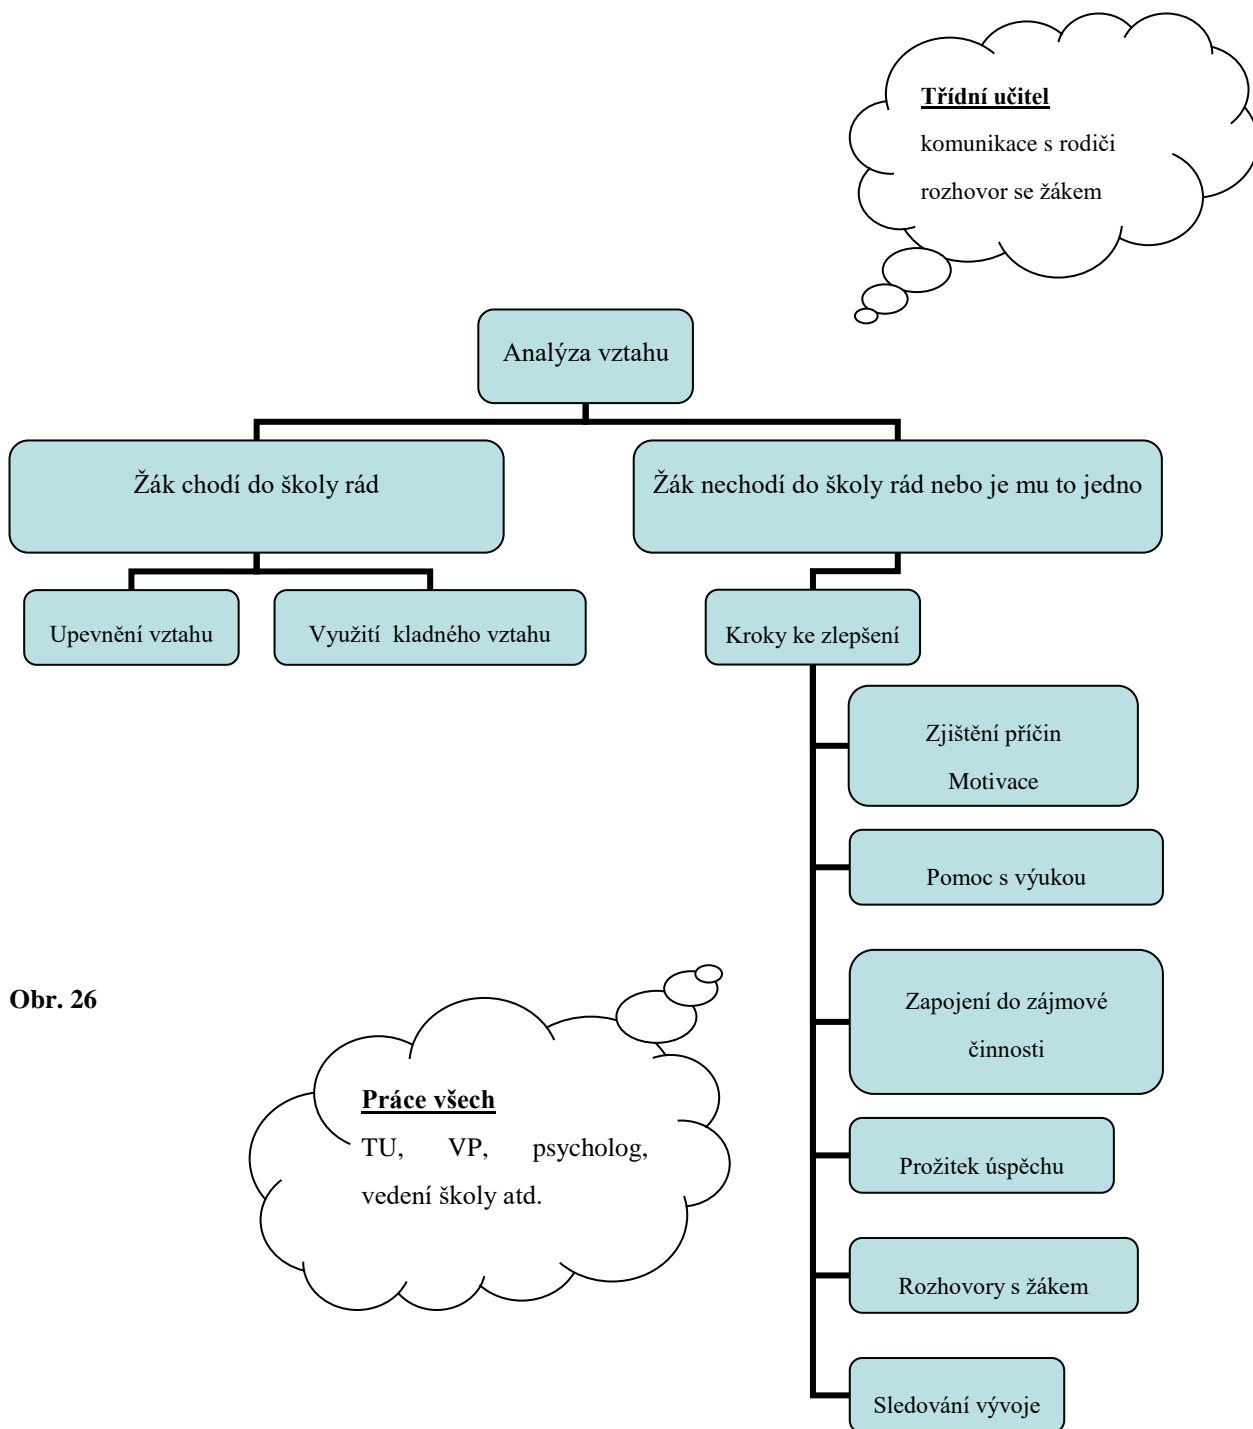 Třídní učitel
komunikace s rodiči
rozhovor se žákem
Analýza vztahu
Žák chodí do školy rád
Žák nechodí do školy rád nebo je mu to jedno
Upevnění vztahu
Využití kladného vztahu
Kroky ke zlepšení
Zjištění příčin
Motivace
Pomoc s výukou
Zapojení do zájmové
činnosti
Obr. 26
Práce všech
TU, VP, psycholog,
vedení školy atd.
Prožitek úspěchu
Rozhovory s žákem
Sledování vývoje